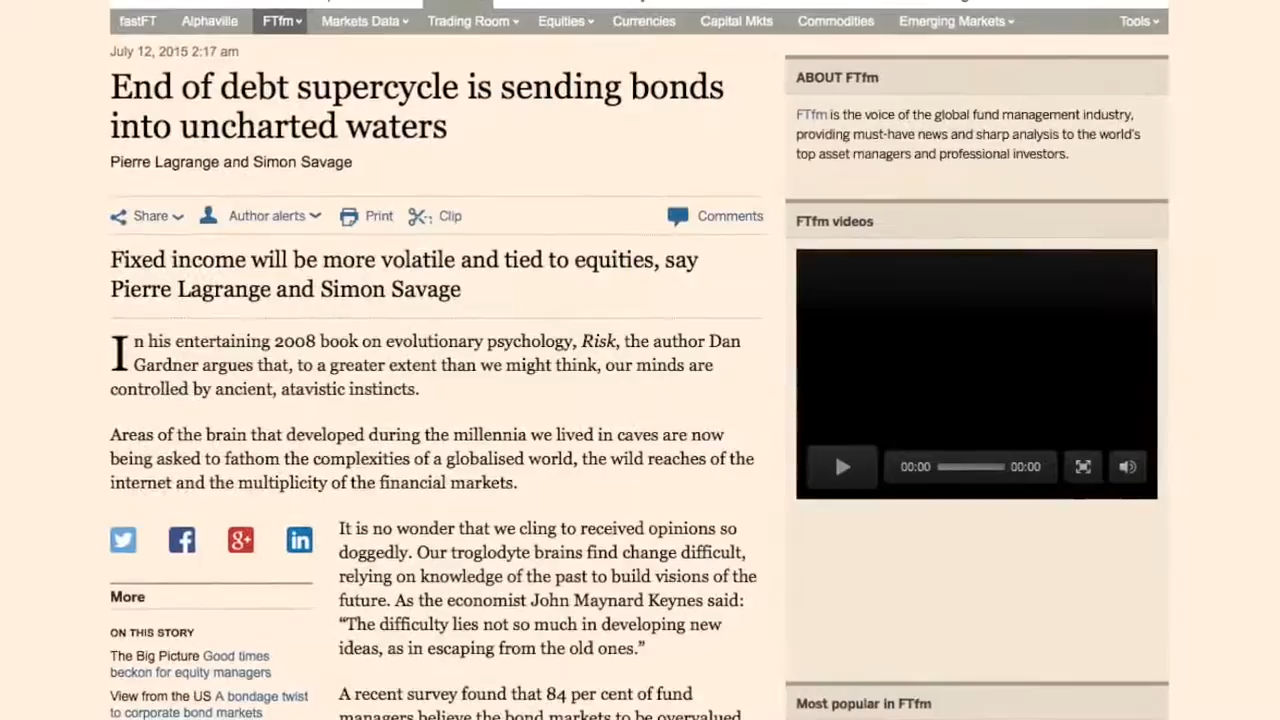 fastFT Alphaville FTfm Markets Data Trading Room Equities Currencies Capital Mkts Commodities Emerging Markets Tools
July 12, 2015 2:17 am
End of debt supercycle is sending bonds
into uncharted waters
Pierre Lagrange and Simon Savage
Share Author alerts Print Clip Comments
Fixed income will be more volatile and tied to equities, say
Pierre Lagrange and Simon Savage
In his entertaining 2008 book on evolutionary psychology, Risk, the author Dan
Gardner argues that, to a greater extent than we might think, our minds are
controlled by ancient, atavistic instincts.
Areas of the brain that developed during the millennia we lived in caves are now
being asked to fathom the complexities of a globalised world, the wild reaches of the
internet and the multiplicity of the financial markets.
It is no wonder that we cling to received opinions so
doggedly. Our troglodyte brains find change difficult,
relying on knowledge of the past to build visions of the
future. As the economist John Maynard Keynes said:
“The difficulty lies not so much in developing new
ideas, as in escaping from the old ones.”
A recent survey found that 84 per cent of fund
managers believe the bond markets to be overvalued
8+
in
More
ON THIS STORY
The Big Picture Good times
beckon for equity managers
View from the US A bondage twist
to corporate bond markets
ABOUT FTfm
FTfm is the voice of the global fund management industry,
providing must-have news and sharp analysis to the world's
top asset managers and professional investors.
FTfm videos
00:00 00:00
Most popular in FTfm